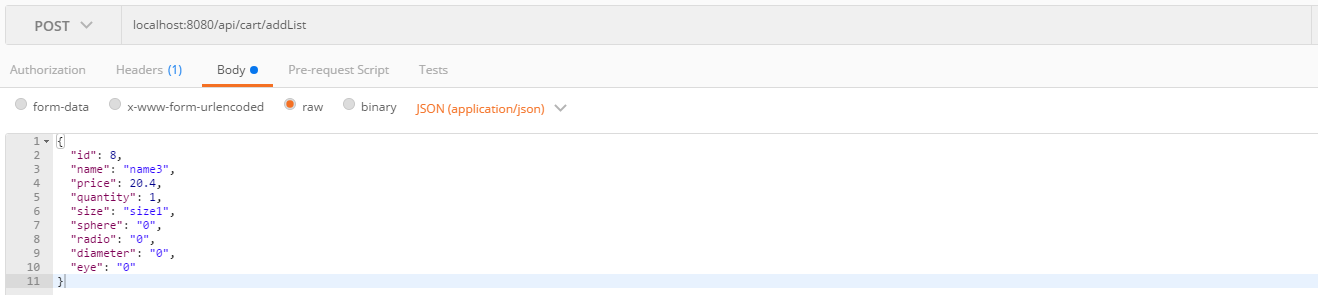 POST localhost:8080/api/cart/addList
Authorization Headers (1) Body Pre-request Script Tests
form-data x-www-form-urlencoded raw binary JSON (application/json)
1 {
2 "id": 8,
3 "name": "name3",
4 "price": 20.4,
5 "quantity": 1,
6 "size": "size1",
7 "sphere": "0",
8 "radio": "0",
9 "diameter": "0",
10 "eye": "0"
11 }